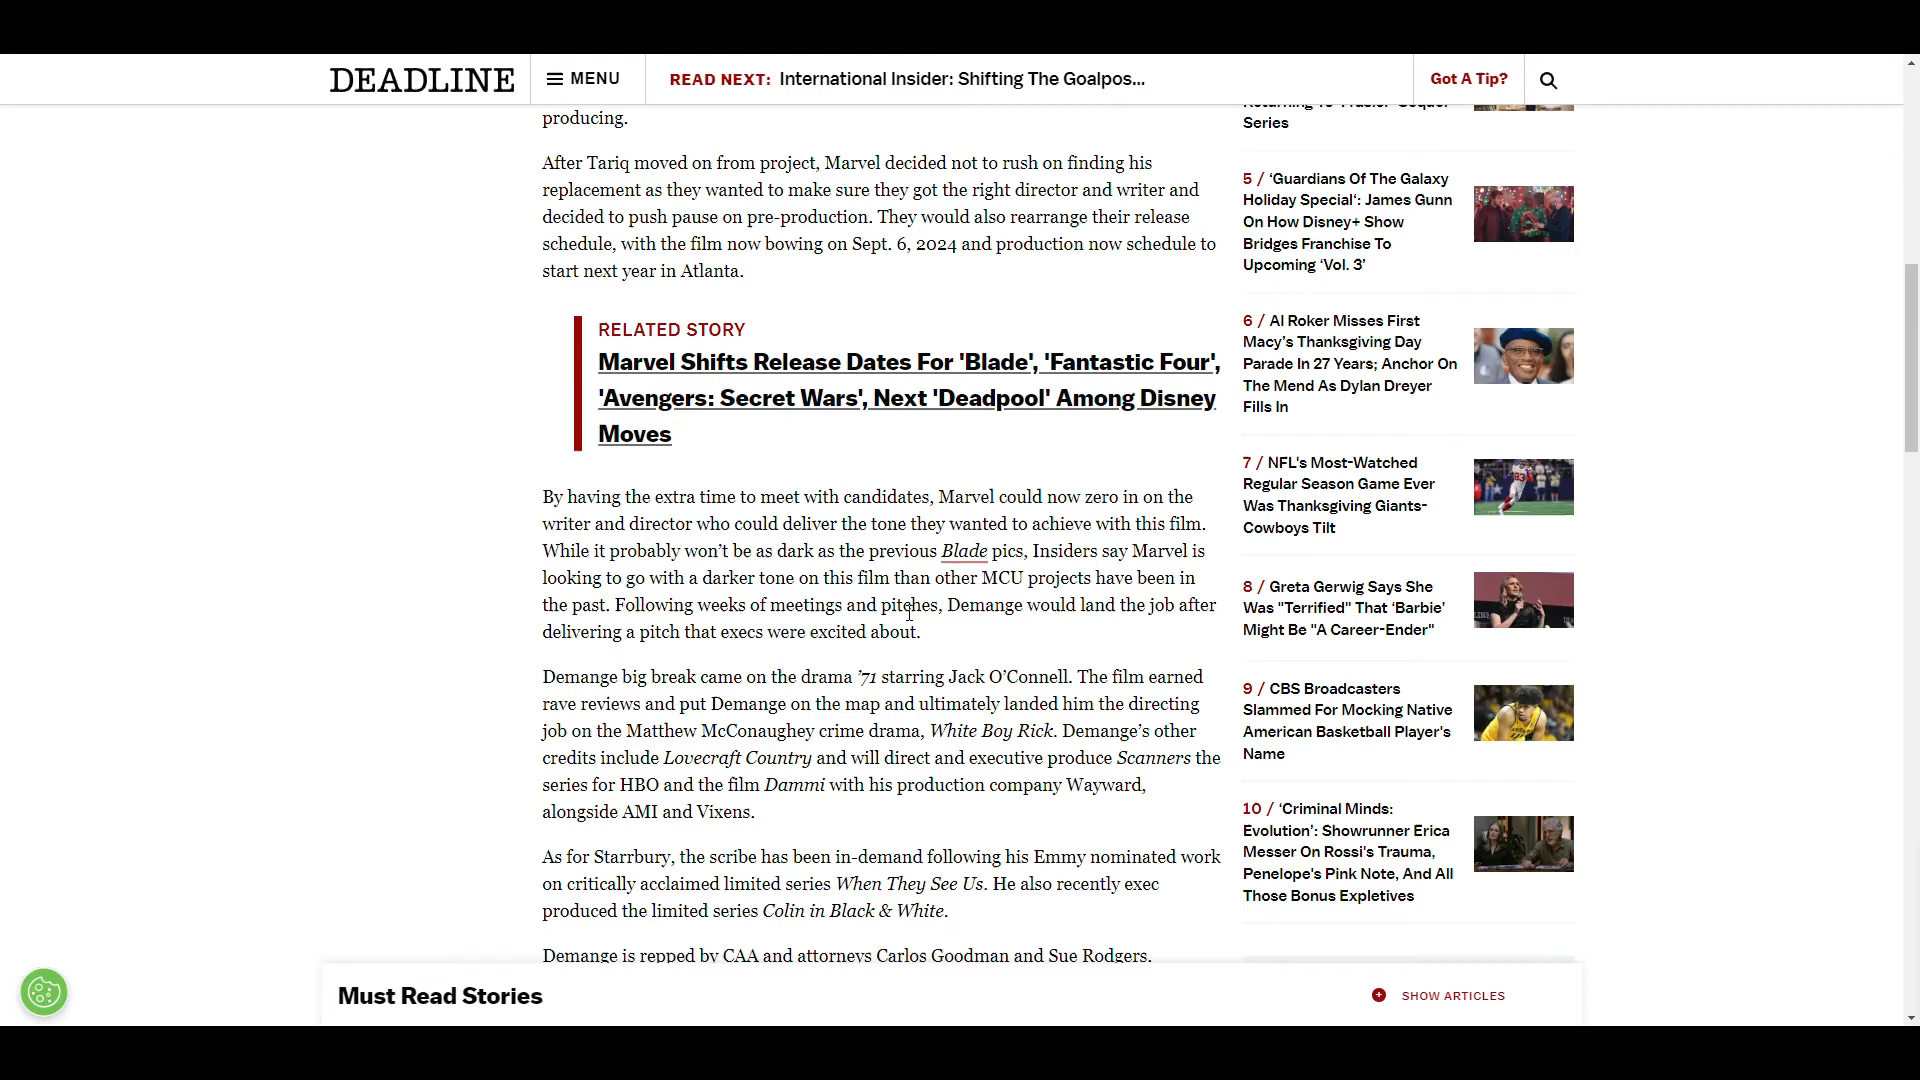 DEADLINE
MENU
READ NEXT: International Insider: Shifting The Goalpos...
Got A Tip?
producing.
After Tariq moved on from project, Marvel decided not to rush on finding his
replacement as they wanted to make sure they got the right director and writer and
decided to push pause on pre-production. They would also rearrange their release
schedule, with the film now bowing on Sept. 6, 2024 and production now schedule to
start next year in Atlanta.
RELATED STORY
Marvel Shifts Release Dates For 'Blade', 'Fantastic Four',
'Avengers: Secret Wars', Next 'Deadpool' Among Disney
Moves
By having the extra time to meet with candidates, Marvel could now zero in on the
writer and director who could deliver the tone they wanted to achieve with this film.
While it probably won’t be as dark as the previous Blade pics, Insiders say Marvel is
looking to go with a darker tone on this film than other MCU projects have been in
the past. Following weeks of meetings and pitches, Demange would land the job after
delivering a pitch that execs were excited about.
Demange big break came on the drama ’71 starring Jack O’Connell. The film earned
rave reviews and put Demange on the map and ultimately landed him the directing
job on the Matthew McConaughey crime drama, White Boy Rick. Demange’s other
credits include Lovecraft Country and will direct and executive produce Scanners the
series for HBO and the film Dammi with his production company Wayward,
alongside AMI and Vixens.
As for Starrbury, the scribe has been in-demand following his Emmy nominated work
on critically acclaimed limited series When They See Us. He also recently exec
produced the limited series Colin in Black & White.
Demange is repped by CAA and attorneys Carlos Goodman and Sue Rodgers.
Series
5 / ‘Guardians Of The Galaxy
Holiday Special‘: James Gunn
On How Disney+ Show
Bridges Franchise To
Upcoming ‘Vol. 3’
6 / Al Roker Misses First
Macy’s Thanksgiving Day
Parade In 27 Years; Anchor On
The Mend As Dylan Dreyer
Fills In
7 / NFL's Most-Watched
Regular Season Game Ever
Was Thanksgiving Giants-
Cowboys Tilt
8 / Greta Gerwig Says She
Was "Terrified" That ‘Barbie’
Might Be "A Career-Ender"
9 / CBS Broadcasters
Slammed For Mocking Native
American Basketball Player's
Name
10 / ‘Criminal Minds:
Evolution’: Showrunner Erica
Messer On Rossi's Trauma,
Penelope's Pink Note, And All
Those Bonus Expletives
Must Read Stories
SHOW ARTICLES